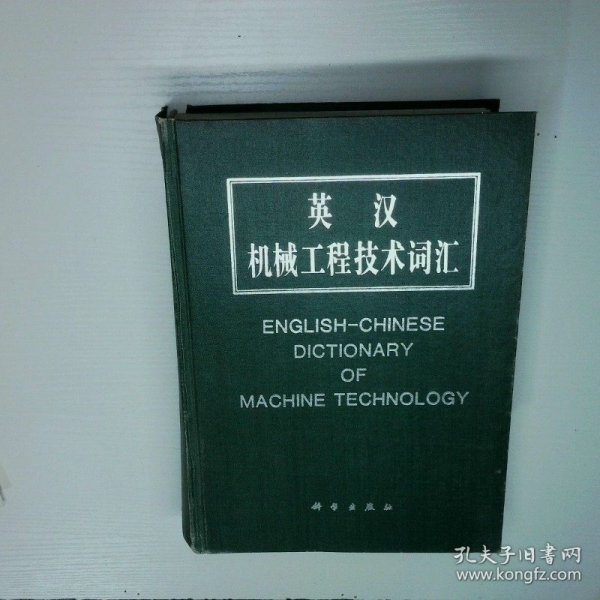 英 汉
机械工程技术词汇
ENGLISH-CHINESE
DICTIONARY
OF
MACHINE TECHNOLOGY
科学出版社
孔夫子旧书网
www.kongfz.com